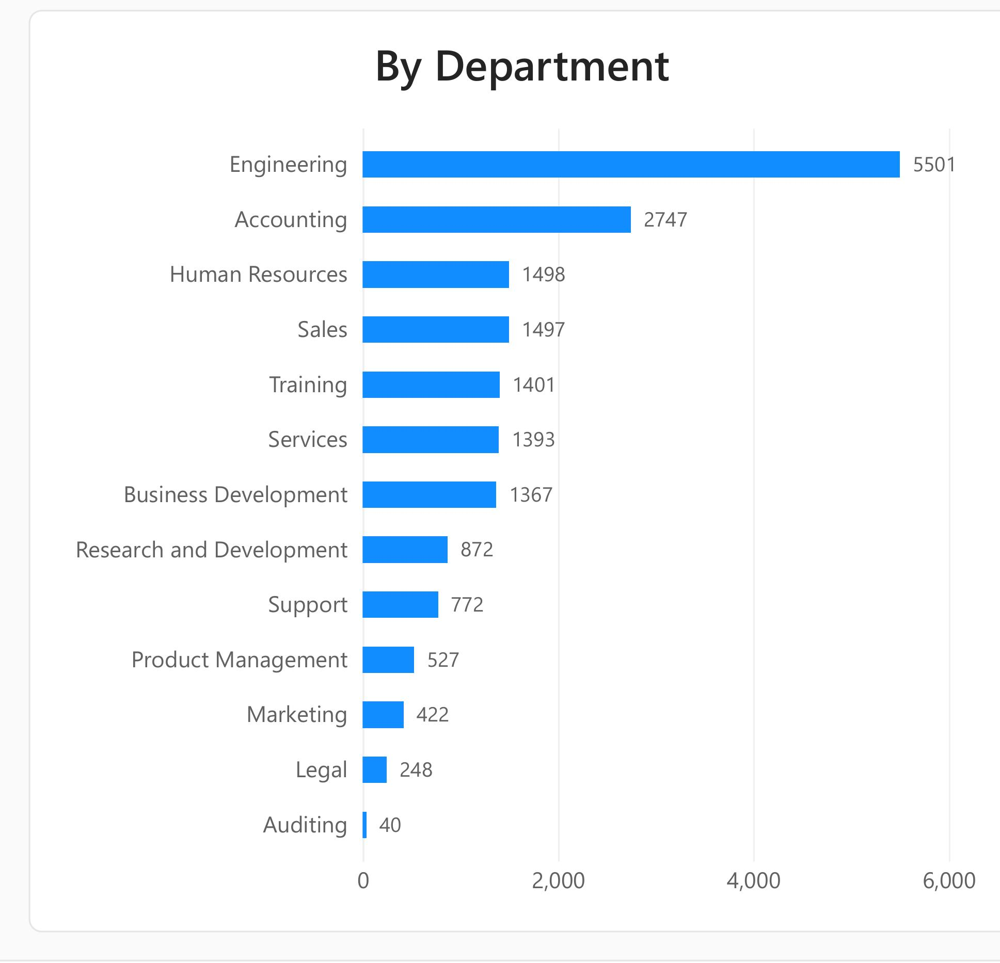 By Department
Engineering 5501
Accounting 2747
Human Resources 1498
Sales 1497
Training 1401
Services 1393
Business Development 1367
Research and Development 872
Support 772
Product Management 527
Marketing 422
Legal 248
Auditing 40
0 2,000 4,000 6,000